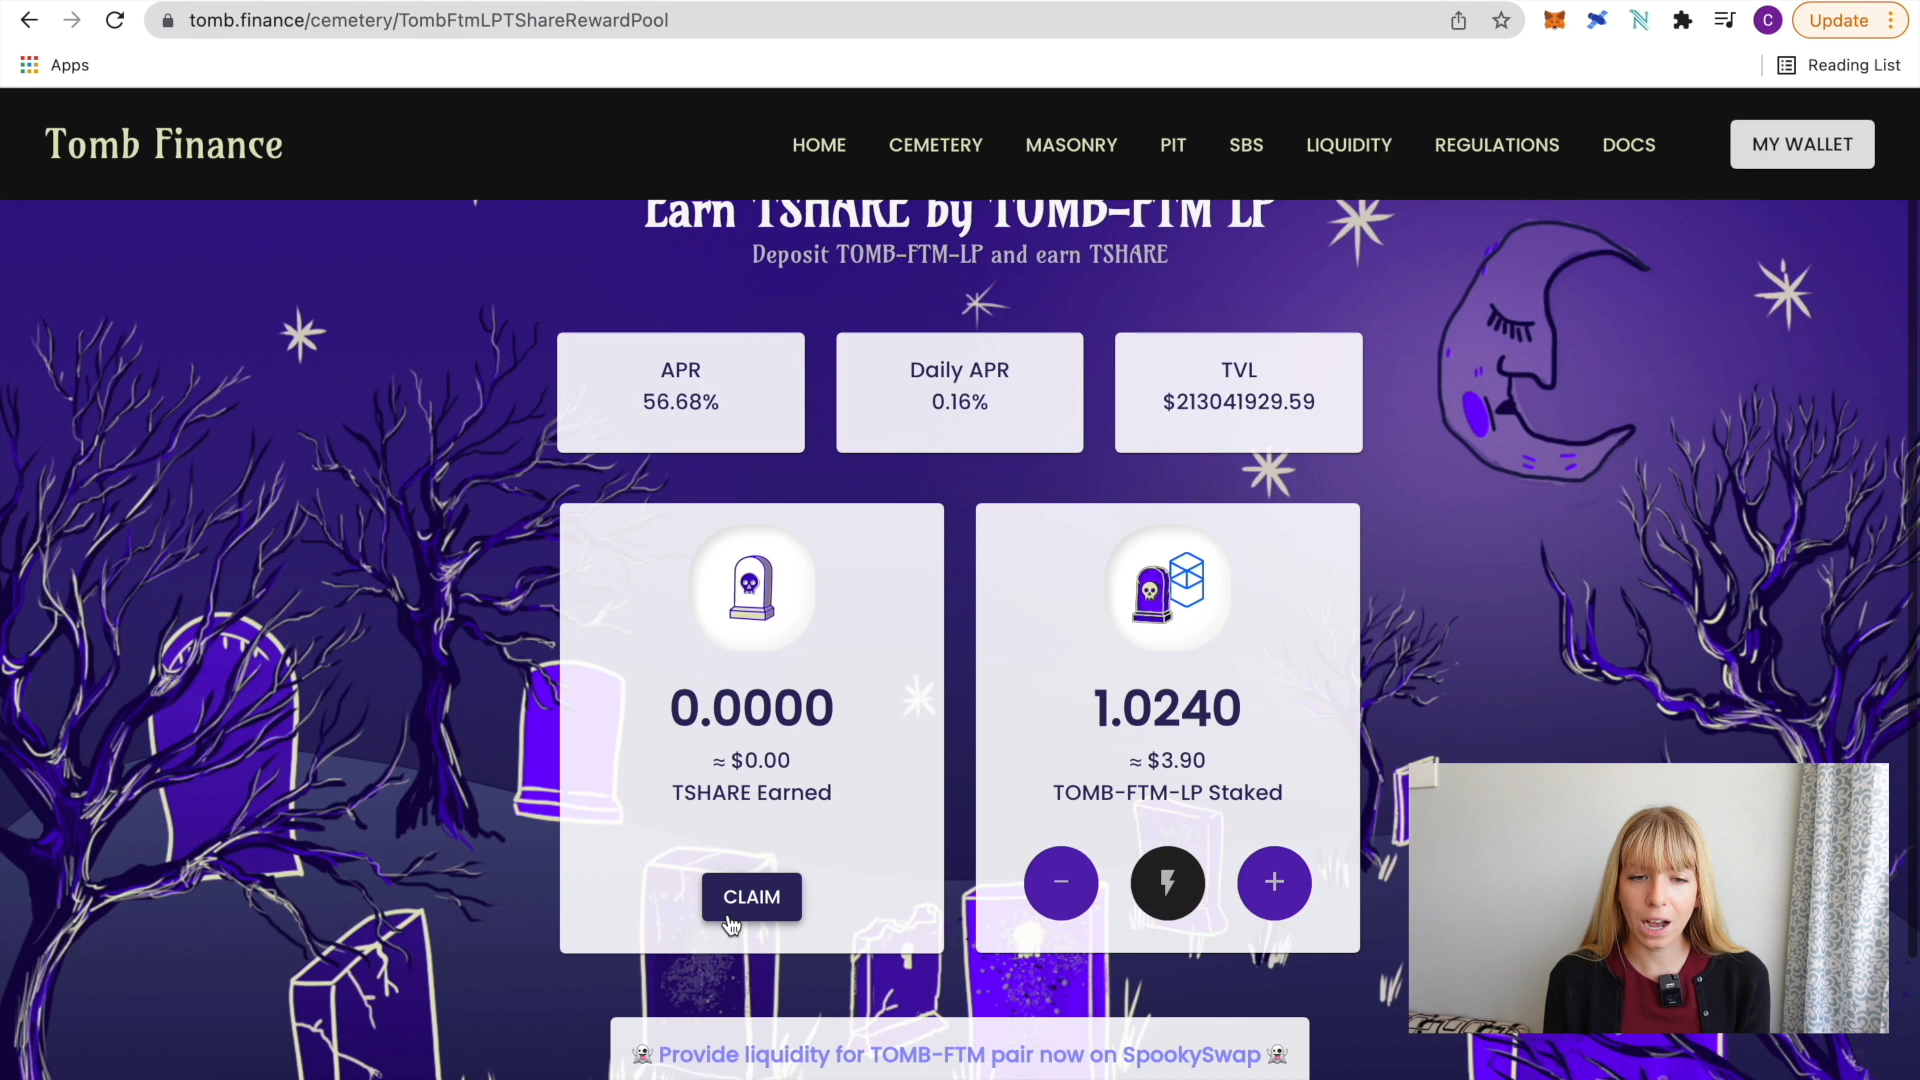 tomb.finance/cemetery/TombFtmLPTShareRewardPool
C
Update
Apps
Reading List
Tomb Finance
HOME
CEMETERY
MASONRY
PIT
SBS
LIQUIDITY
REGULATIONS
DOCS
MY WALLET
Earn TSHARE by TOMB-FTM LP
Deposit TOMB-FTM-LP and earn TSHARE
APR
56.68%
Daily APR
0.16%
TVL
$213041929.59
0.0000
≈ $0.00
TSHARE Earned
CLAIM
1.0240
≈ $3.90
TOMB-FTM-LP Staked
−
+
👻 Provide liquidity for TOMB-FTM pair now on SpookySwap 👻